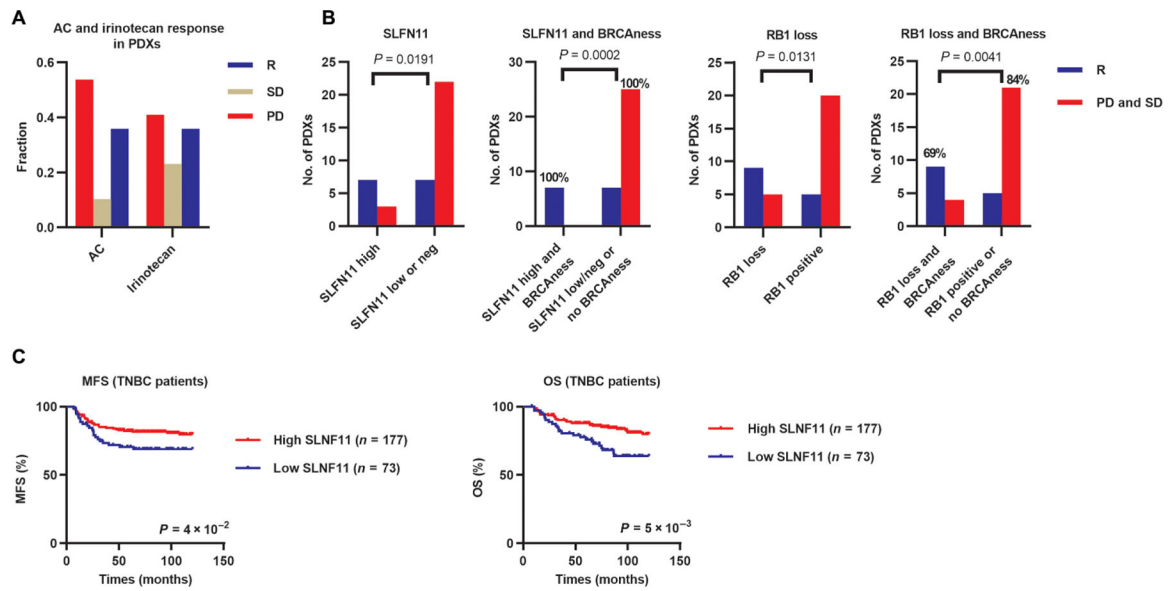 A
AC and irinotecan response
in PDXs
0.6
0.4
0.2
0.0
Fraction
AC
Irinotecan
R
SD
PD
B
SLFN11
P = 0.0191
25
20
15
10
5
0
No. of PDXs
SLFN11 high
SLFN11 low or neg
SLFN11 and BRCAness
P = 0.0002
30
20
10
0
No. of PDXs
100%
100%
SLFN11 high and
BRCAness
SLFN11 low/neg or
no BRCAness
RB1 loss
P = 0.0131
25
20
15
10
5
0
No. of PDXs
RB1 loss
RB1 positive
RB1 loss and BRCAness
P = 0.0041
25
20
15
10
5
0
No. of PDXs
69%
84%
RB1 loss and
BRCAness
RB1 positive or
no BRCAness
R
PD and SD
C
MFS (TNBC patients)
100
50
0
MFS (%)
0 50 100 150
Times (months)
P = 4 × 10⁻²
High SLNF11 (n = 177)
Low SLNF11 (n = 73)
OS (TNBC patients)
100
50
0
OS (%)
0 50 100 150
Times (months)
P = 5 × 10⁻³
High SLNF11 (n = 177)
Low SLNF11 (n = 73)